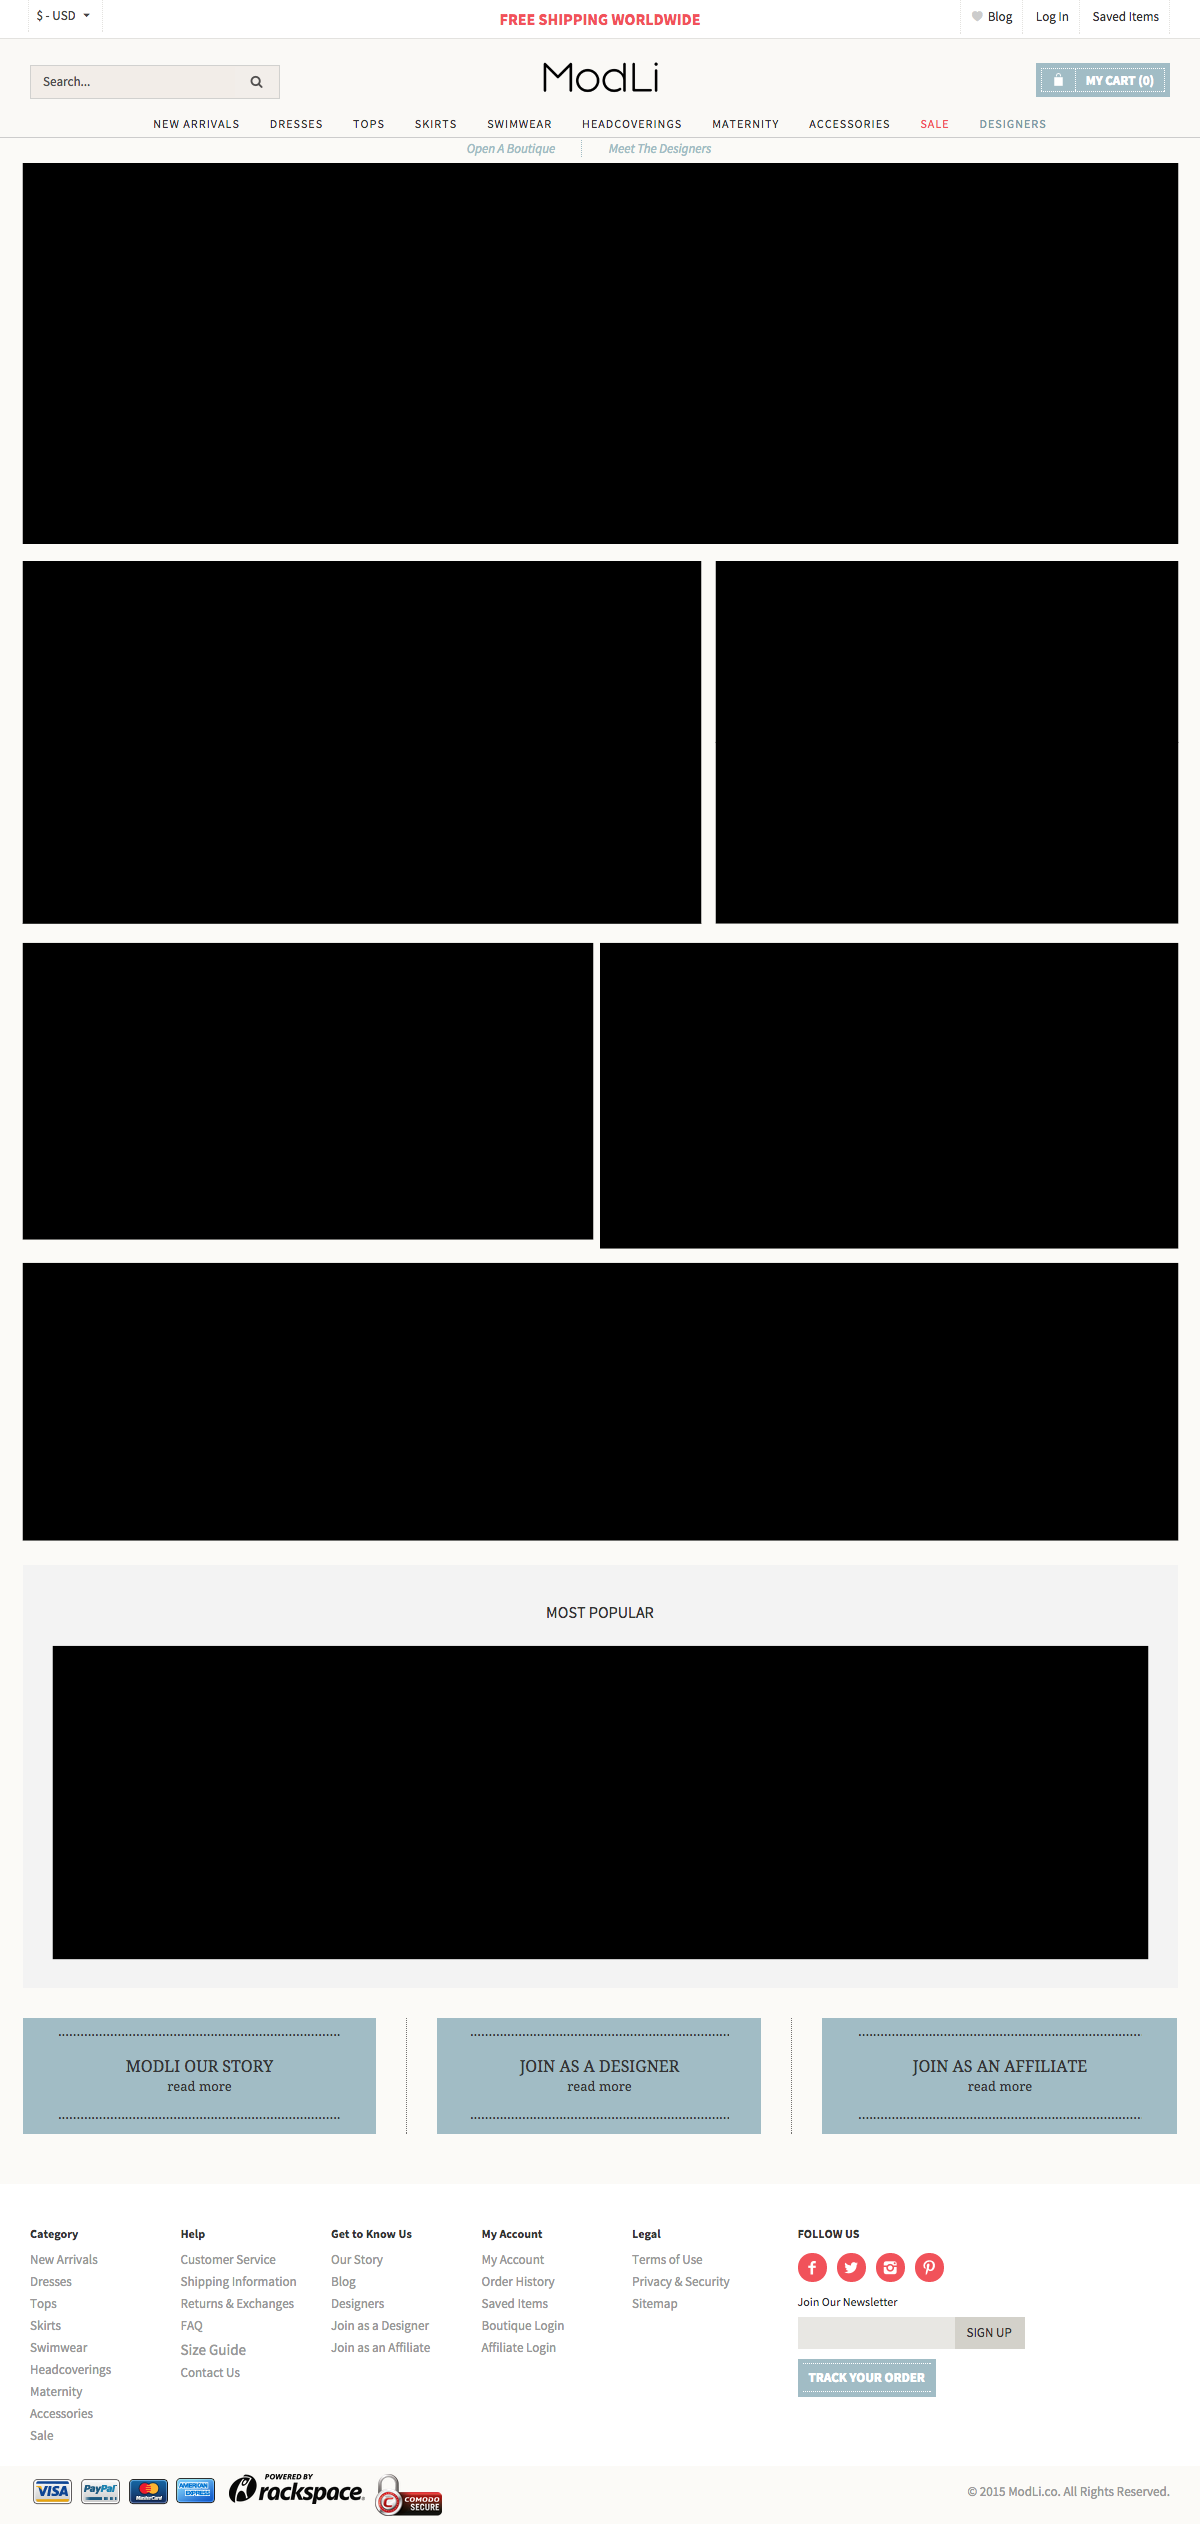 $ - USD
FREE SHIPPING WORLDWIDE
Blog
Log In
Saved Items
Search...
ModLi
MY CART (0)
NEW ARRIVALS
DRESSES
TOPS
SKIRTS
SWIMWEAR
HEADCOVERINGS
MATERNITY
ACCESSORIES
SALE
DESIGNERS
Open A Boutique
Meet The Designers
MOST POPULAR
MODLI OUR STORY
read more
JOIN AS A DESIGNER
read more
JOIN AS AN AFFILIATE
read more
Category
New Arrivals
Dresses
Tops
Skirts
Swimwear
Headcoverings
Maternity
Accessories
Sale
Help
Customer Service
Shipping Information
Returns & Exchanges
FAQ
Size Guide
Contact Us
Get to Know Us
Our Story
Blog
Designers
Join as a Designer
Join as an Affiliate
My Account
My Account
Order History
Saved Items
Boutique Login
Affiliate Login
Legal
Terms of Use
Privacy & Security
Sitemap
FOLLOW US
Join Our Newsletter
SIGN UP
TRACK YOUR ORDER
VISA
PayPal
MasterCard
AMERICAN EXPRESS
POWERED BY
rackspace.
COMODO
SECURE
© 2015 ModLi.co. All Rights Reserved.